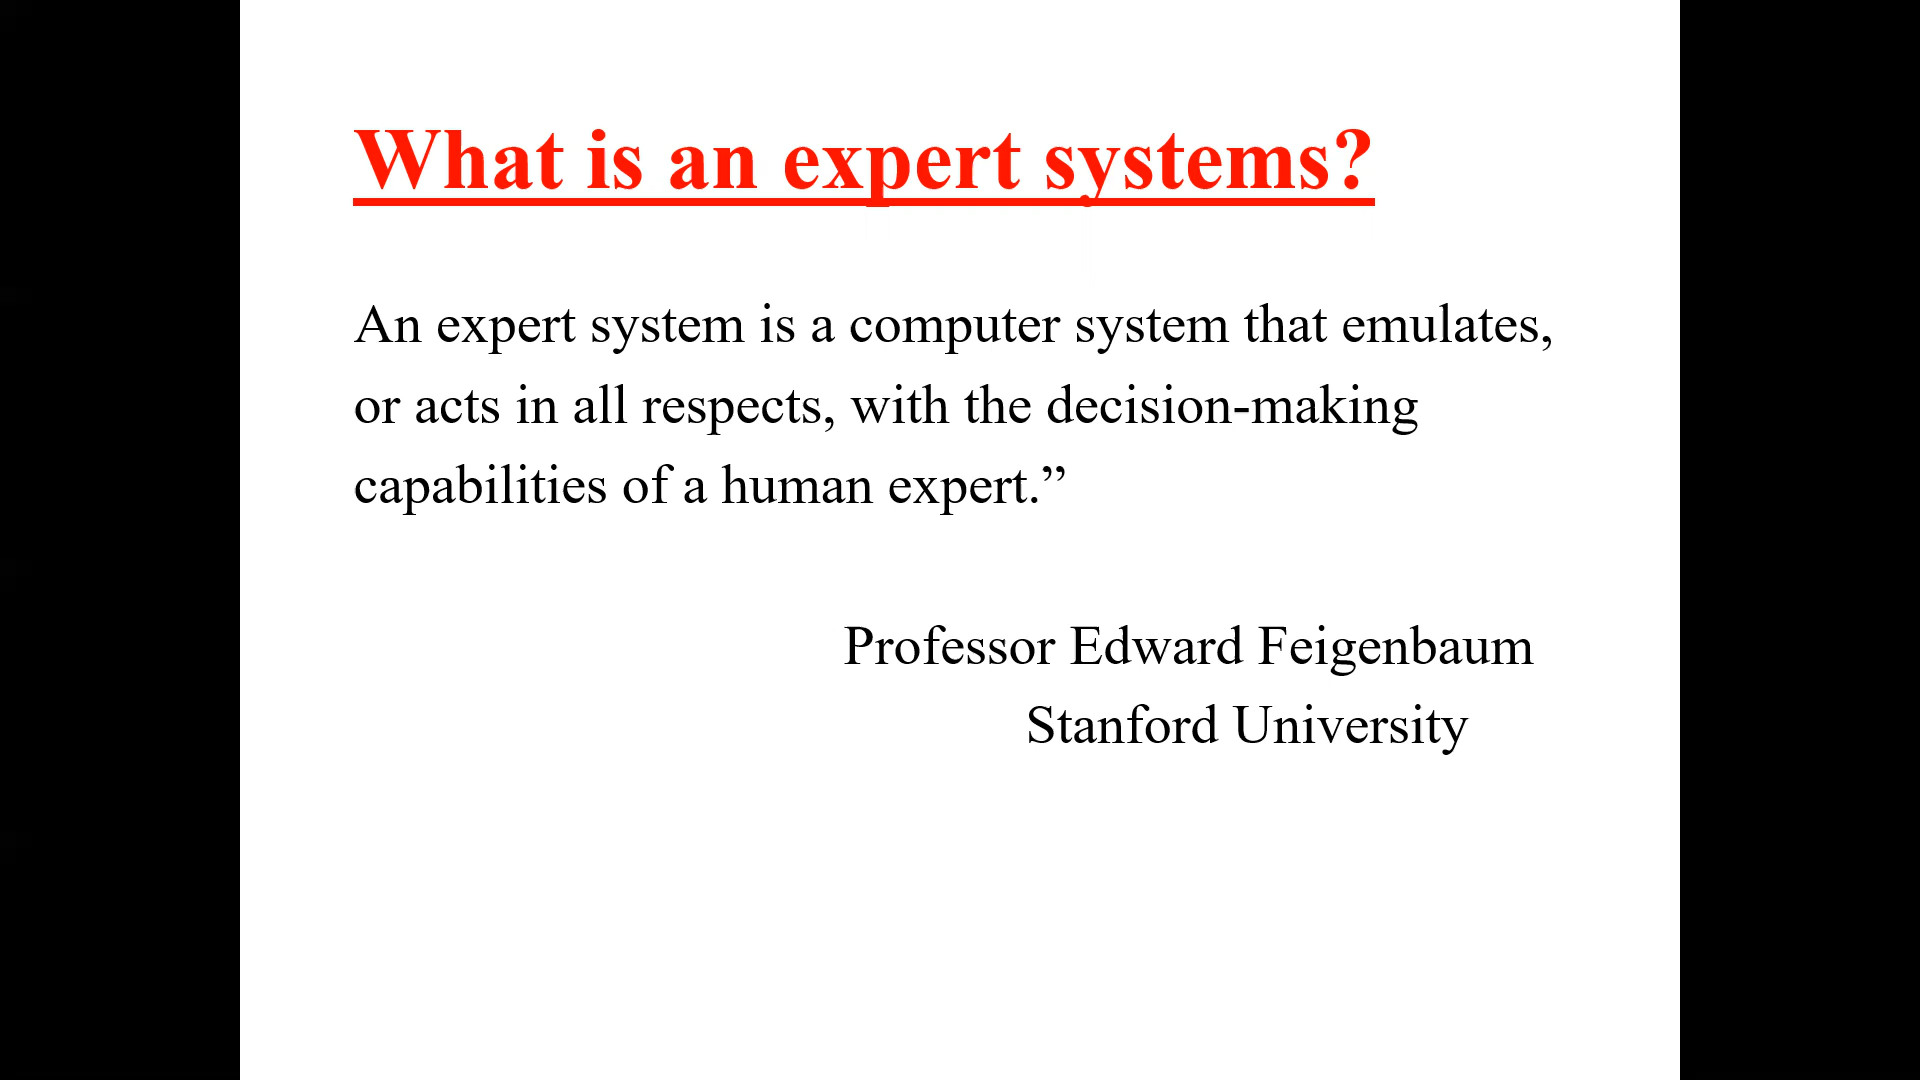 What is an expert systems?
An expert system is a computer system that emulates,
or acts in all respects, with the decision-making
capabilities of a human expert.”
Professor Edward Feigenbaum
Stanford University